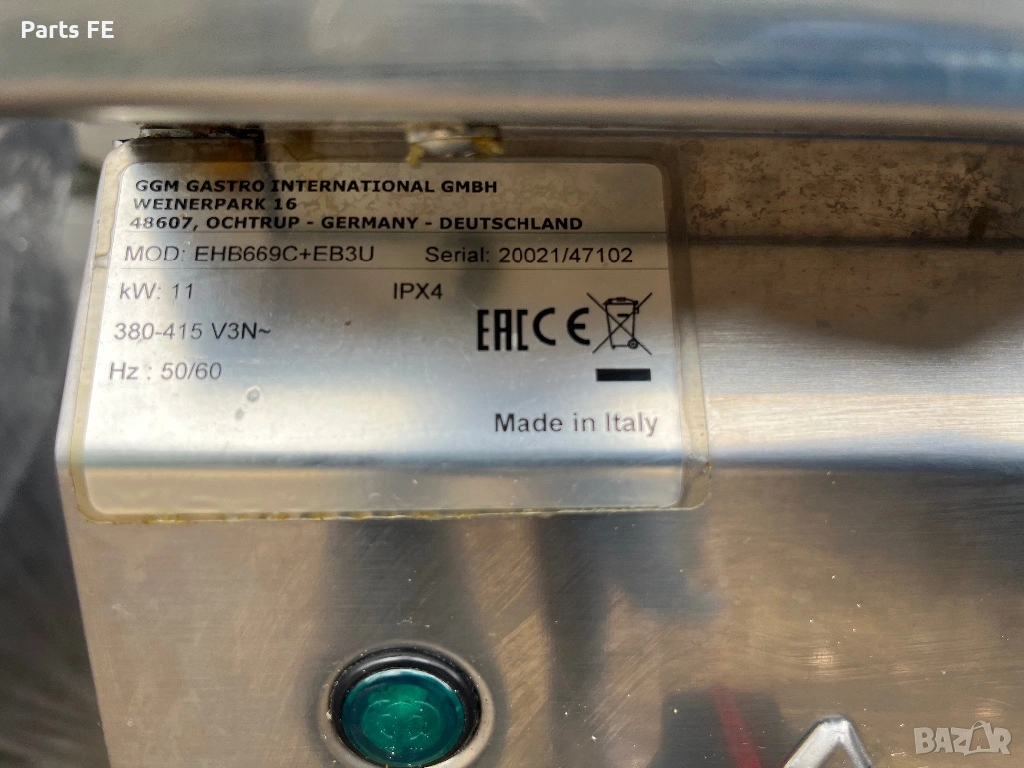 Parts FE
GGM GASTRO INTERNATIONAL GMBH
WEINERPARK 16
48607, OCHTRUP - GERMANY - DEUTSCHLAND
MOD: EHB669C+EB3U Serial: 20021/47102
kW: 11 IPX4
380-415 V3N~
EAC CE
Hz : 50/60
Made in Italy
BAZAR